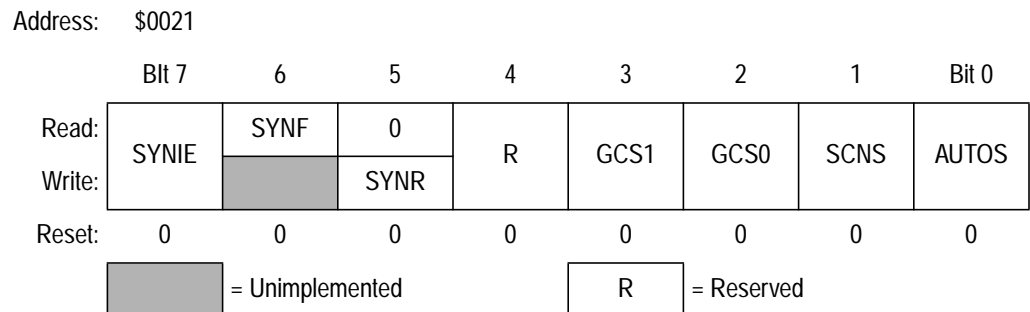 Address: $0021
BIt 7 6 5 4 3 2 1 Bit 0
Read: SYNIE SYNF 0 R GCS1 GCS0 SCNS AUTOS
Write: SYNR
Reset: 0 0 0 0 0 0 0 0
= Unimplemented R = Reserved